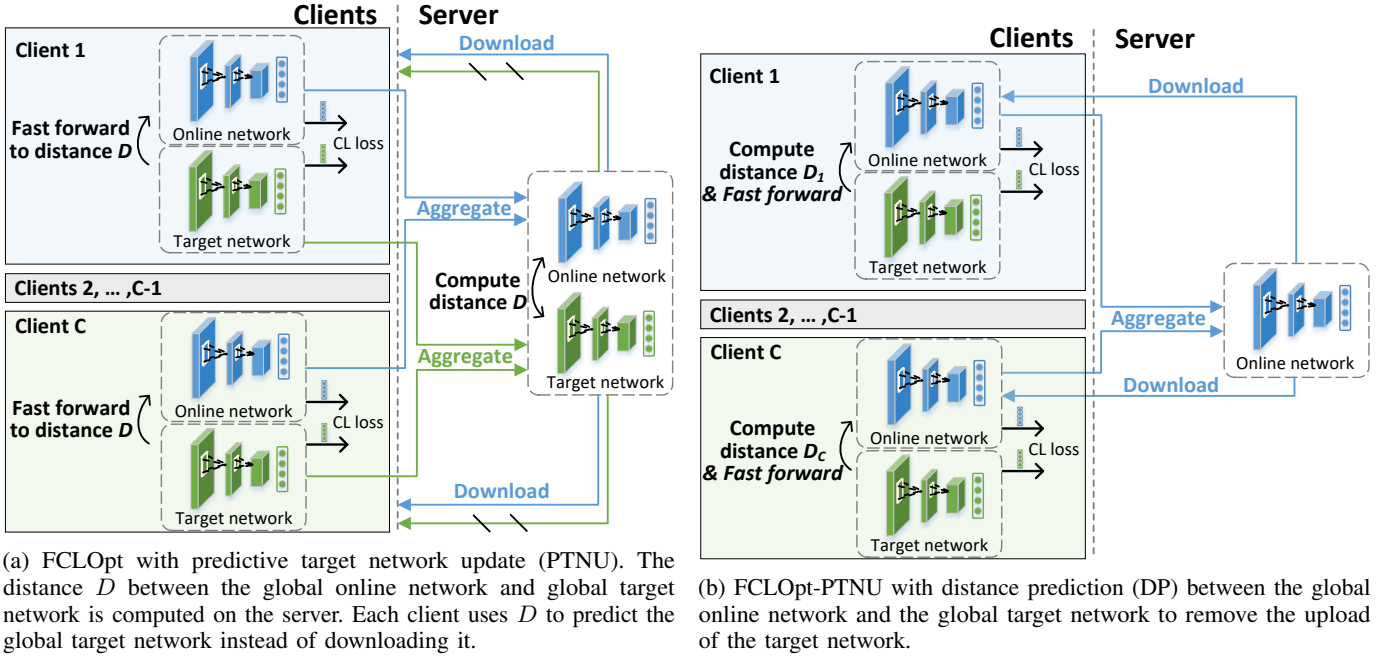 Clients
Server
Download
Client 1
Fast forward
to distance D
Online network
CL loss
Target network
Aggregate
Online network
Compute
distance D
Clients 2, ... ,C-1
Client C
Aggregate
Target network
Fast forward
to distance D
Online network
CL loss
Target network
Download
(a) FCLOpt with predictive target network update (PTNU). The
distance D between the global online network and global target
network is computed on the server. Each client uses D to predict the
global target network instead of downloading it.
Clients
Server
Client 1
Download
Compute
distance D1
& Fast forward
Online network
CL loss
Target network
Clients 2, ... ,C-1
Aggregate
Online network
Client C
Download
Compute
distance DC
& Fast forward
Online network
CL loss
Target network
(b) FCLOpt-PTNU with distance prediction (DP) between the global
online network and the global target network to remove the upload
of the target network.